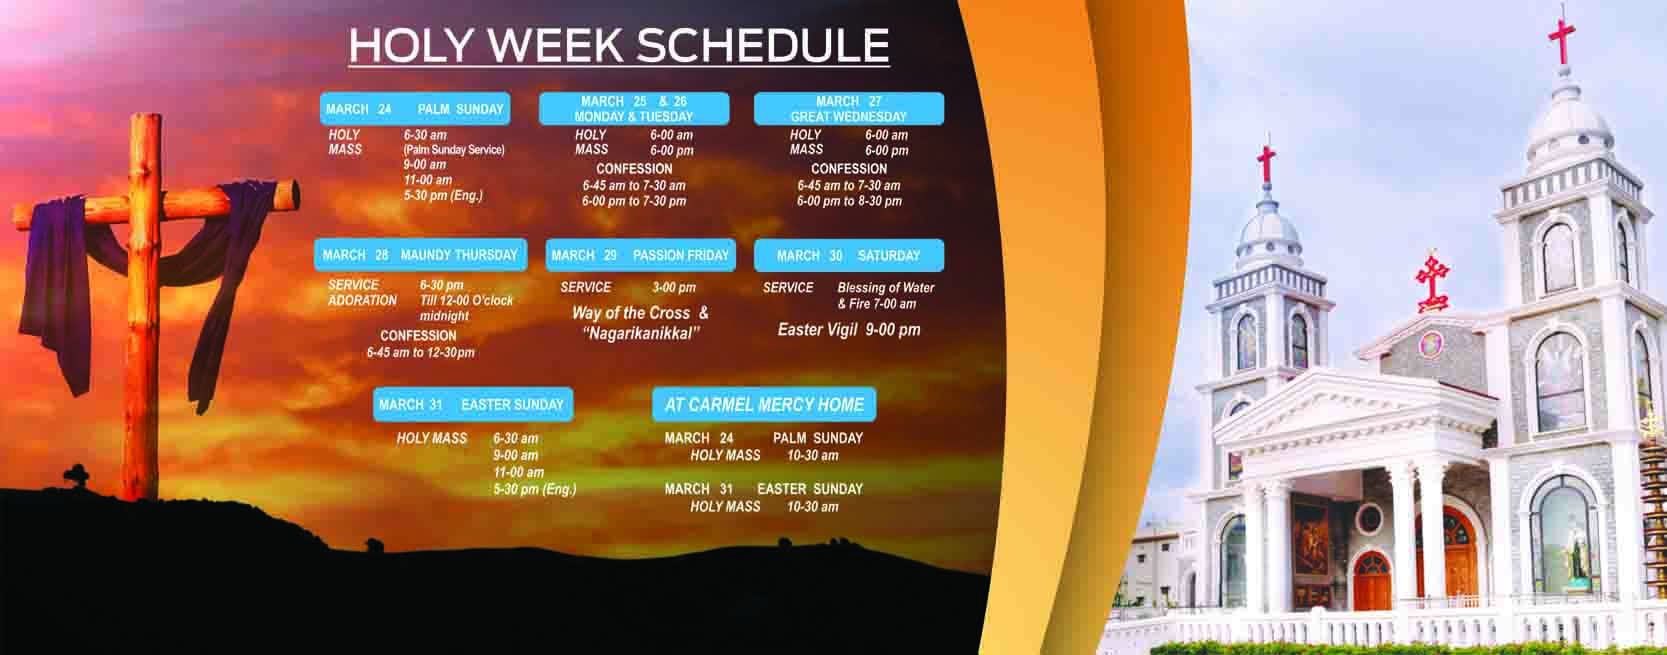 HOLY WEEK SCHEDULE
MARCH 24 PALM SUNDAY
HOLY 6-30 am
MASS (Palm Sunday Service)
9-00 am
11-00 am
5-30 pm (Eng.)
MARCH 25 & 26
MONDAY & TUESDAY
HOLY 6-00 am
MASS 6-00 pm
CONFESSION
6-45 am to 7-30 am
6-00 pm to 7-30 pm
MARCH 27
GREAT WEDNESDAY
HOLY 6-00 am
MASS 6-00 pm
CONFESSION
6-45 am to 7-30 am
6-00 pm to 8-30 pm
MARCH 28 MAUNDY THURSDAY
SERVICE 6-30 pm
ADORATION Till 12-00 O'clock
midnight
CONFESSION
6-45 am to 12-30pm
MARCH 29 PASSION FRIDAY
SERVICE 3-00 pm
Way of the Cross &
“Nagarikanikkal”
MARCH 30 SATURDAY
SERVICE Blessing of Water
& Fire 7-00 am
Easter Vigil 9-00 pm
MARCH 31 EASTER SUNDAY
HOLY MASS 6-30 am
9-00 am
11-00 am
5-30 pm (Eng.)
AT CARMEL MERCY HOME
MARCH 24 PALM SUNDAY
HOLY MASS 10-30 am
MARCH 31 EASTER SUNDAY
HOLY MASS 10-30 am